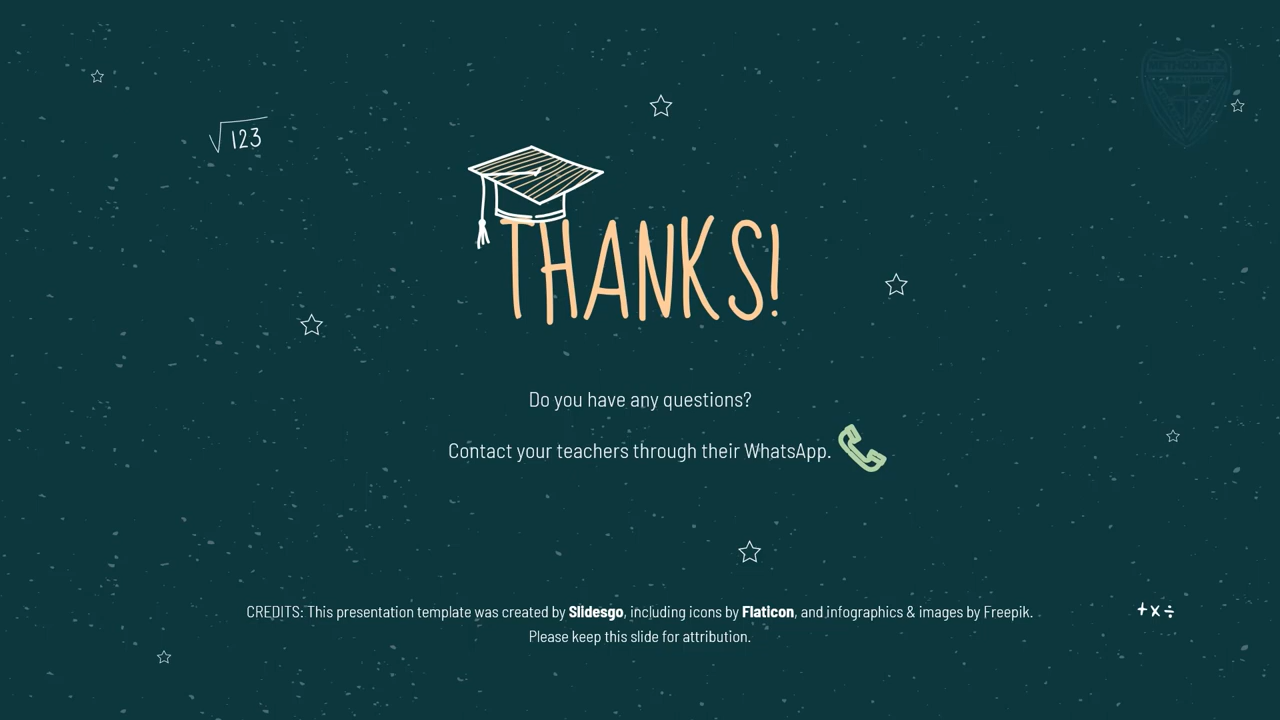 METHODIST
√123
THANKS!
Do you have any questions?
Contact your teachers through their WhatsApp.
CREDITS: This presentation template was created by Slidesgo, including icons by Flaticon, and infographics & images by Freepik.
Please keep this slide for attribution.
+×÷